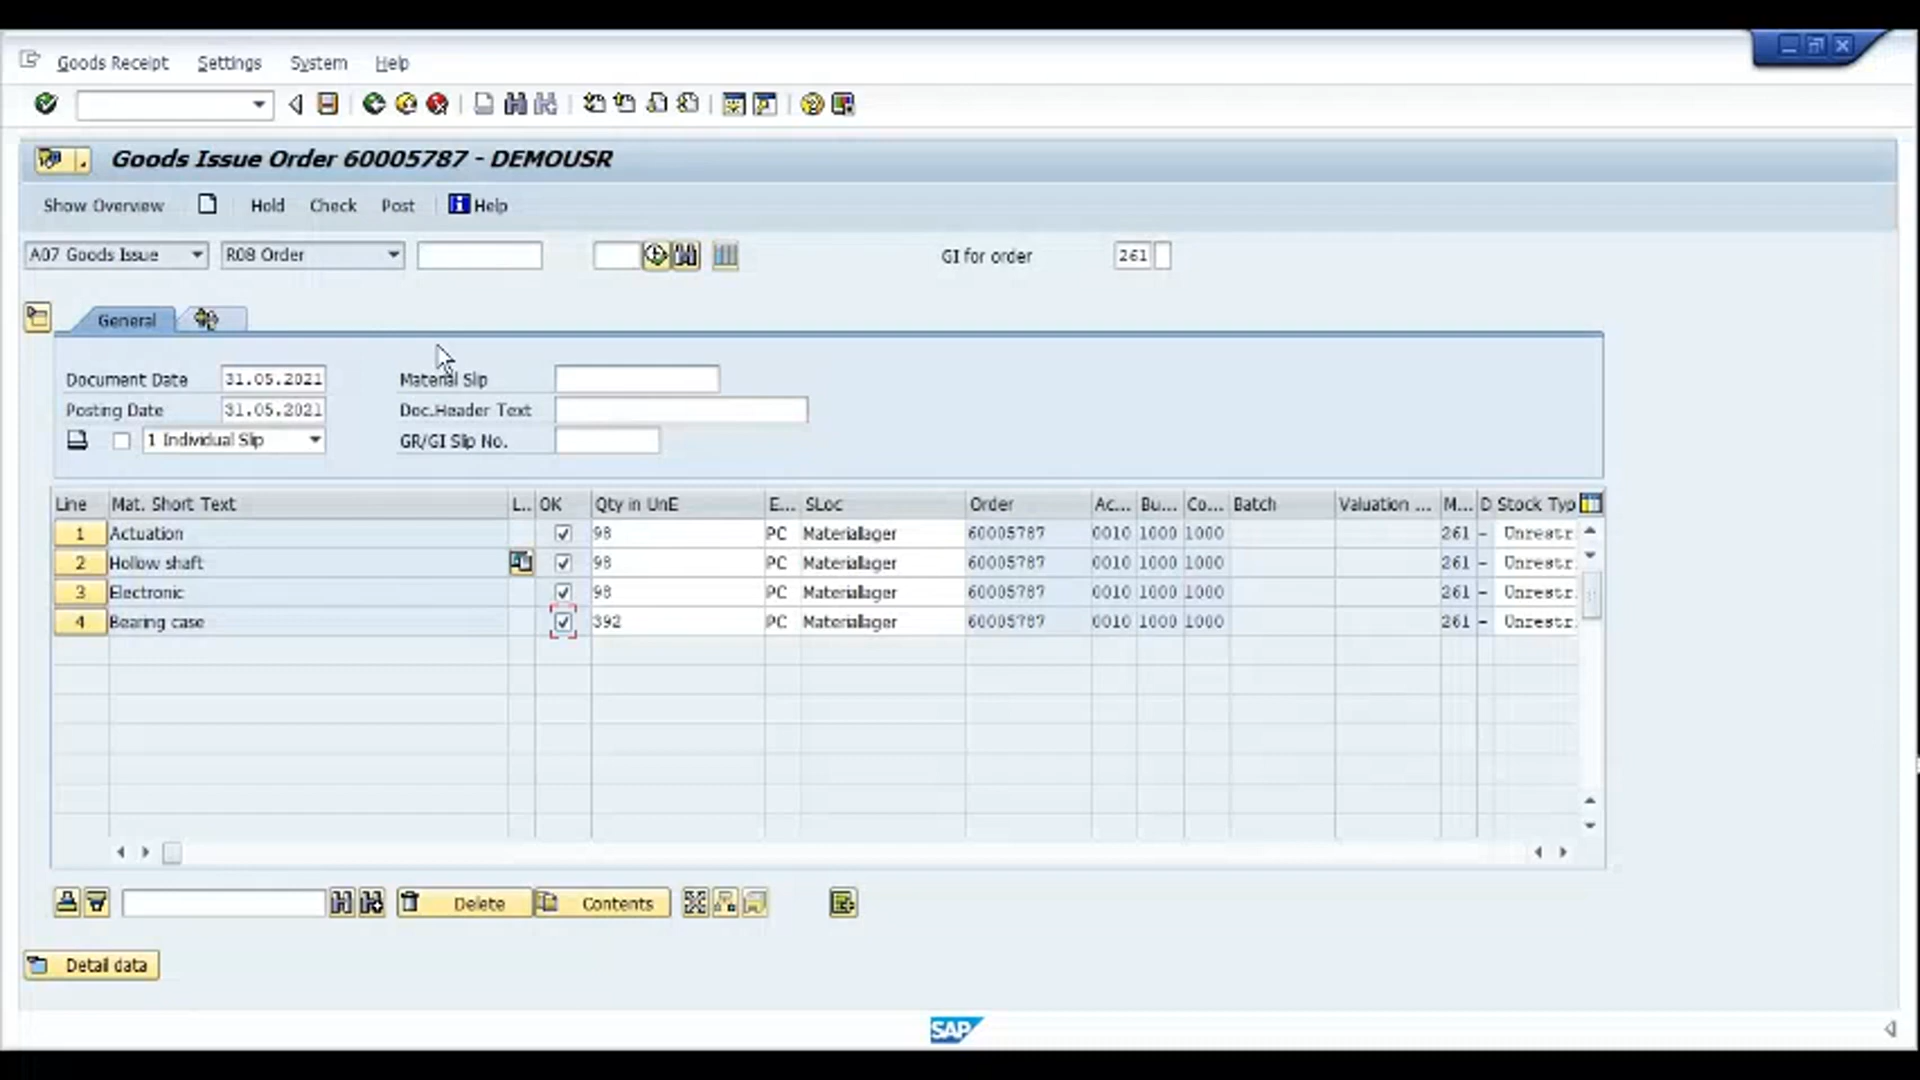 Goods Receipt Settings System Help
Goods Issue Order 60005787 - DEMOUSR
Show Overview Hold Check Post Help
A07 Goods Issue R08 Order GI for order 261
General
Document Date 31.05.2021 Material Slip
Posting Date 31.05.2021 Doc.Header Text
1 Individual Slip GR/GI Slip No.
Line Mat. Short Text L.. OK Qty in UnE E... SLoc Order Ac... Bu... Co... Batch Valuation ... M... D Stock Typ
1 Actuation 98 PC Materiallager 60005787 0010 1000 1000 261 - Unrestr
2 Hollow shaft 98 PC Materiallager 60005787 0010 1000 1000 261 - Unrestr
3 Electronic 98 PC Materiallager 60005787 0010 1000 1000 261 - Unrestr
4 Bearing case 392 PC Materiallager 60005787 0010 1000 1000 261 - Unrestr
Delete Contents
Detail data
SAP